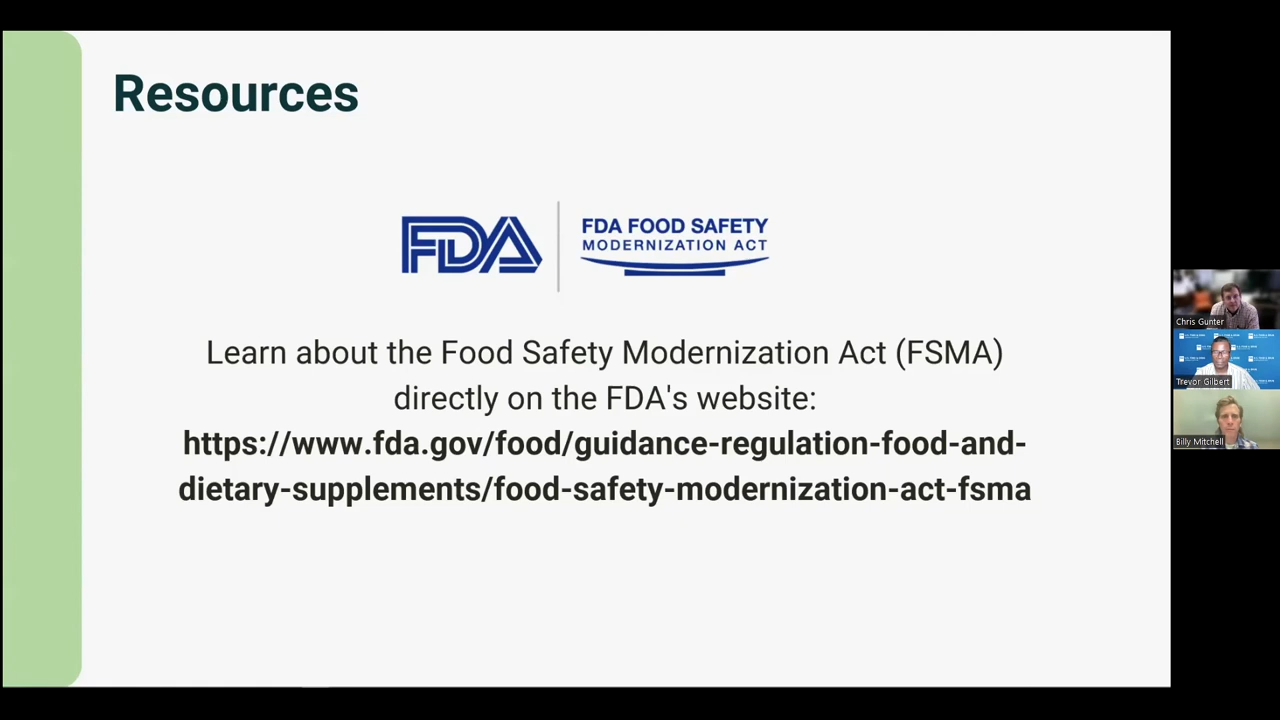 Resources
FDA
FDA FOOD SAFETY
MODERNIZATION ACT
Learn about the Food Safety Modernization Act (FSMA)
directly on the FDA's website:
https://www.fda.gov/food/guidance-regulation-food-and-
dietary-supplements/food-safety-modernization-act-fsma
Chris Gunter
Trevor Gilbert
Billy Mitchell